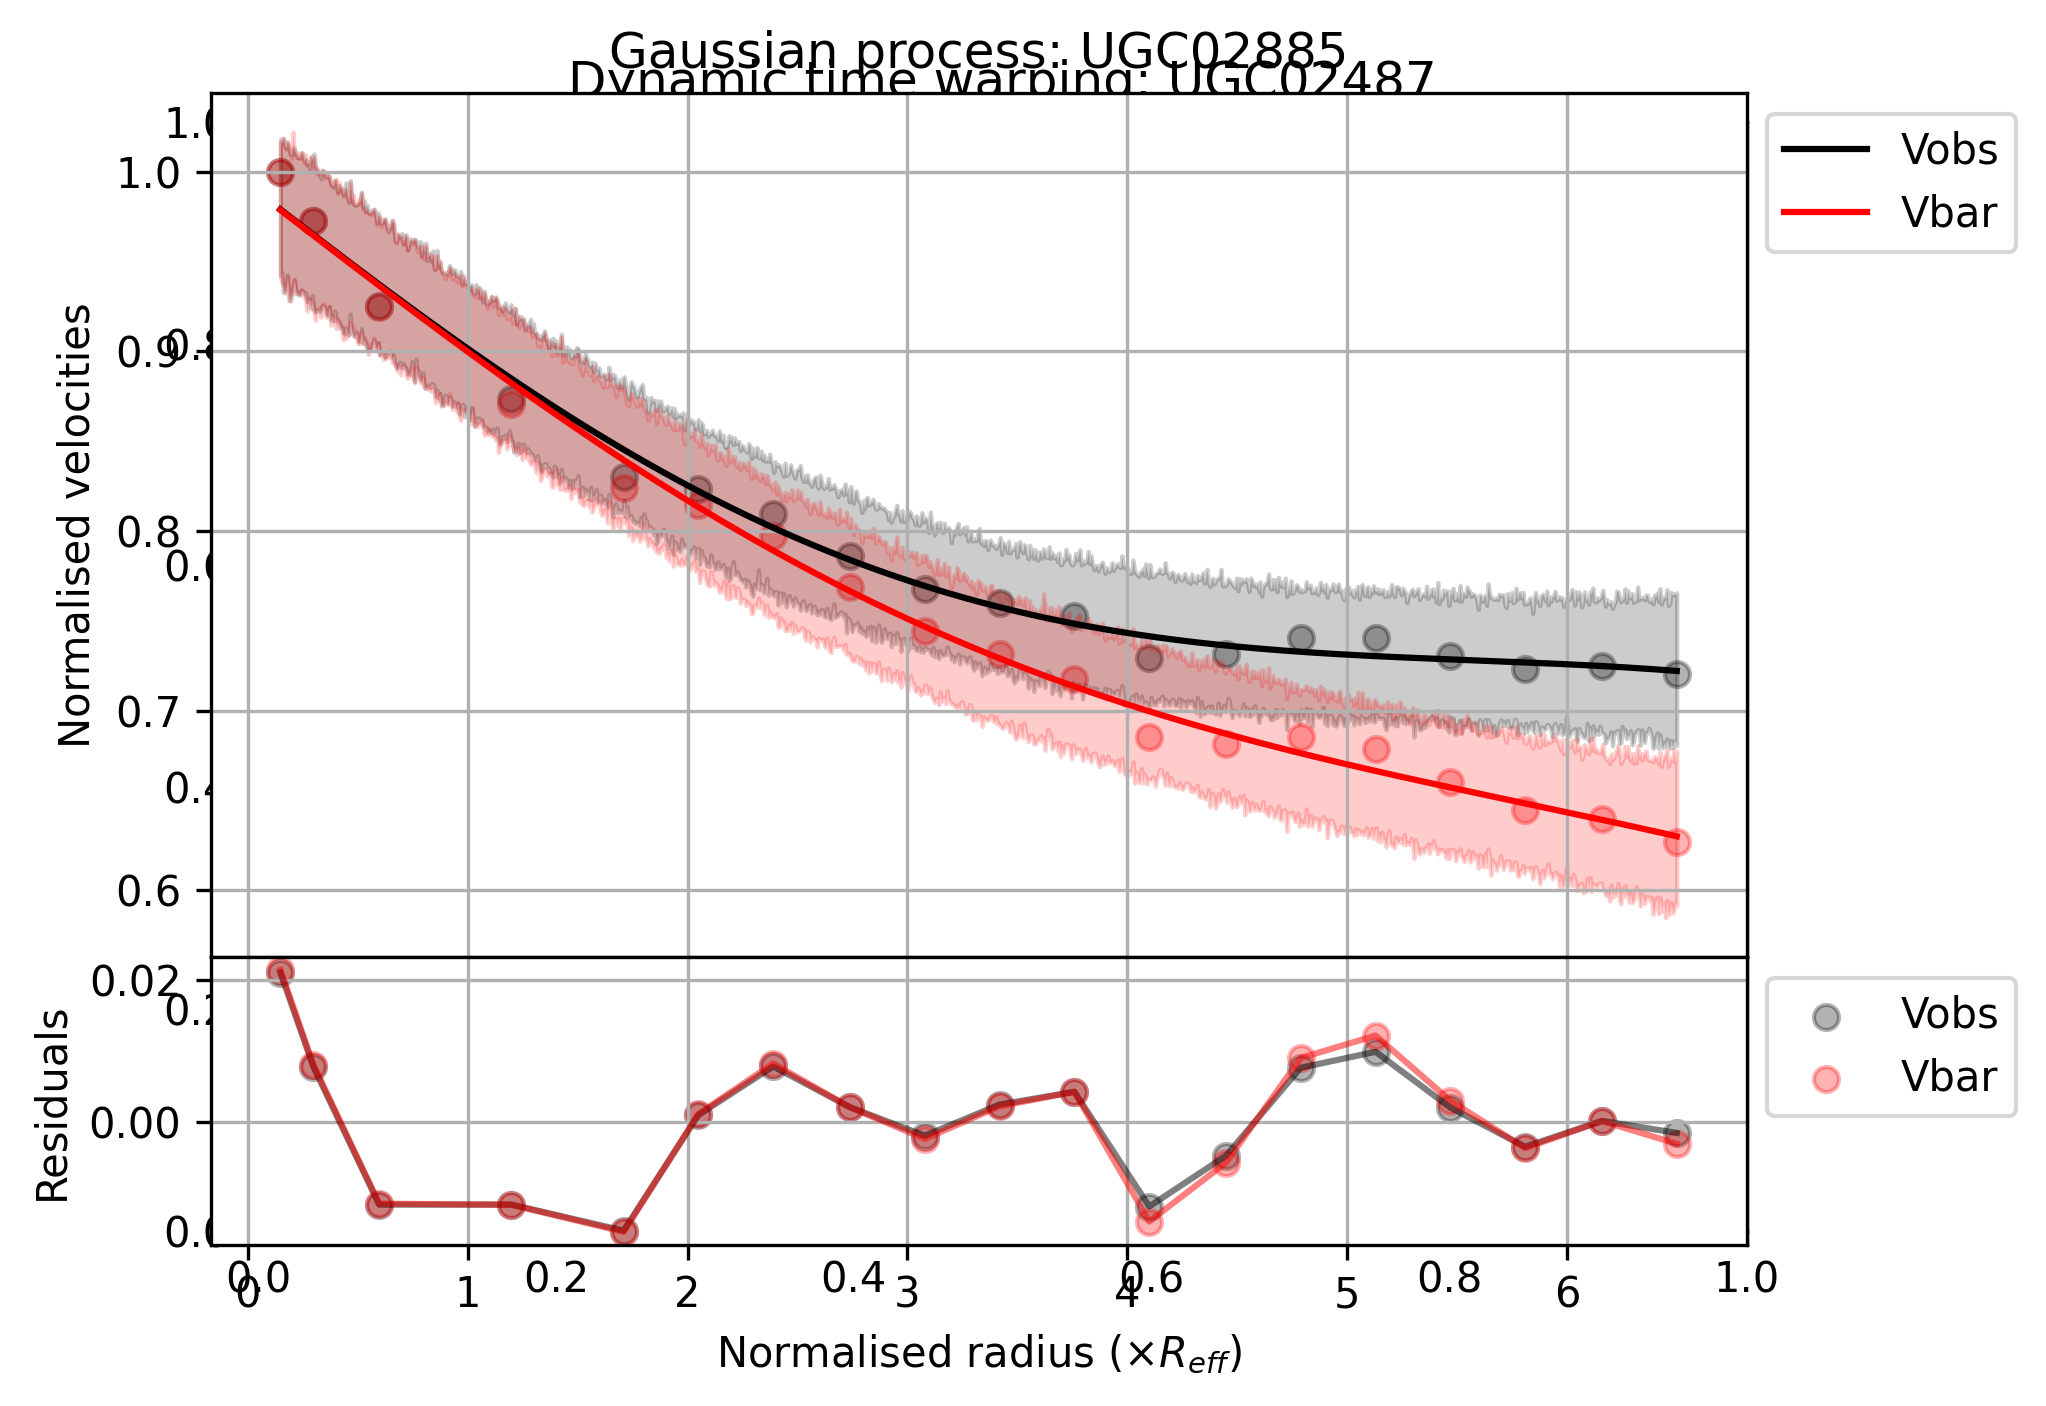 Gaussian process: UGC02885
Dynamic time warping: UGC02487
Normalised velocities
1.0
0.9
0.8
0.7
0.6
Vobs
Vbar
Residuals
0.02
0.00
Vobs
Vbar
0.0 0.2 0.4 0.6 0.8 1.0
0 1 2 3 4 5 6
Normalised radius (×R_eff)